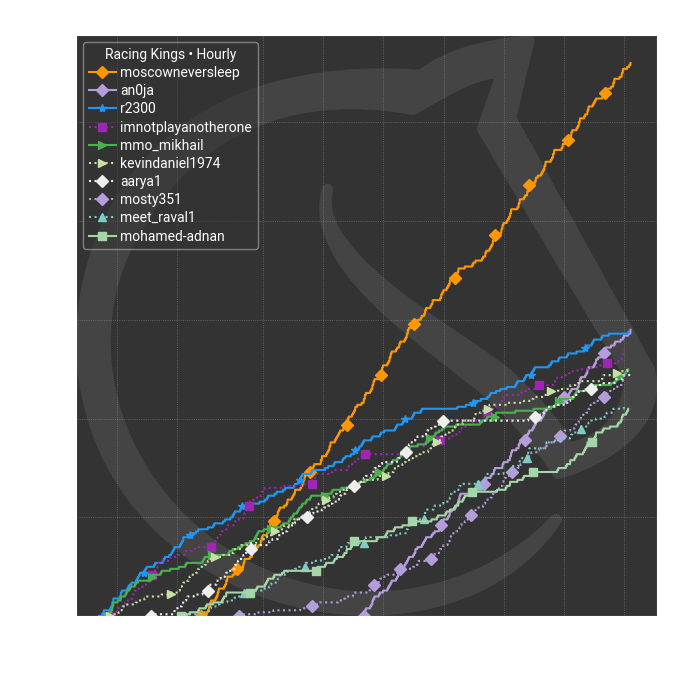 Racing Kings • Hourly
moscowneversleep
an0ja
r2300
imnotplayanotherone
mmo_mikhail
kevindaniel1974
aarya1
mosty351
meet_raval1
mohamed-adnan